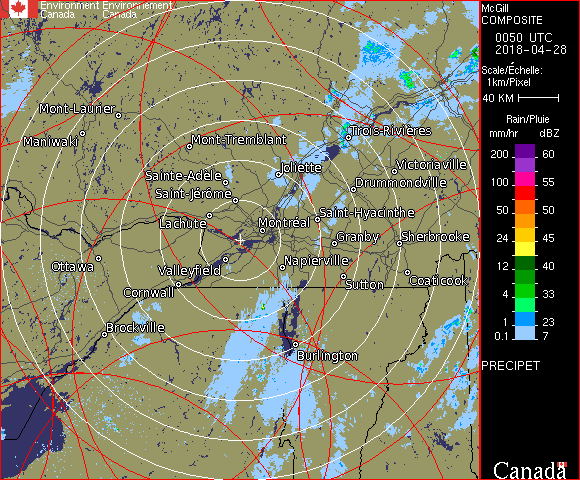 Environment Environnement
Canada Canada
McGill
COMPOSITE
0050 UTC
2018-04-28
Scale/Échelle:
1km/Pixel
40 KM
Rain/Pluie
mm/hr dBZ
200 60
100 55
50 50
24 45
12 40
4 33
1 23
0.1 7
PRECIPET
Canada
Mont-Laurier
Maniwaki
Mont-Tremblant
Trois-Rivières
Sainte-Adèle
Joliette
Victoriaville
Saint-Jérôme
Drummondville
Lachute
Montréal
Saint-Hyacinthe
Granby
Sherbrooke
Ottawa
Valleyfield
Napierville
Cornwall
Sutton
Coaticook
Brockville
Burlington